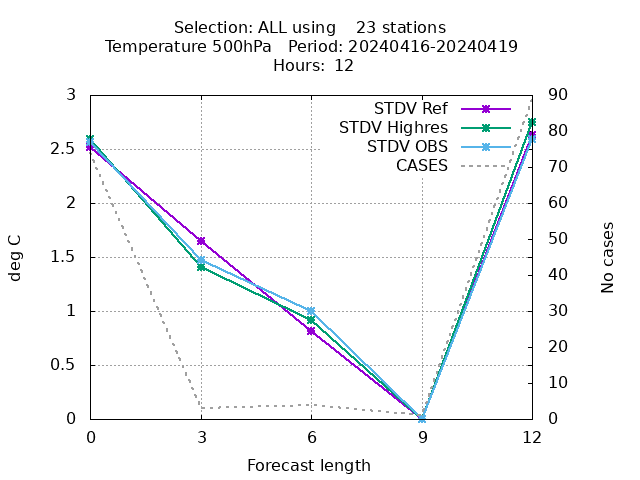 Selection: ALL using 23 stations
Temperature 500hPa Period: 20240416-20240419
Hours: 12
STDV Ref
STDV Highres
STDV OBS
CASES
3
2.5
2
1.5
1
0.5
0
90
80
70
60
50
40
30
20
10
0
deg C
No cases
0 3 6 9 12
Forecast length